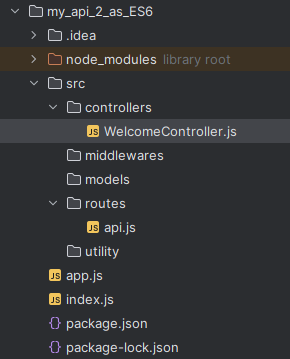 my_api_2_as_ES6
.idea
node_modules library root
src
controllers
JS WelcomeController.js
middlewares
models
routes
JS api.js
utility
JS app.js
JS index.js
{} package.json
{} package-lock.json